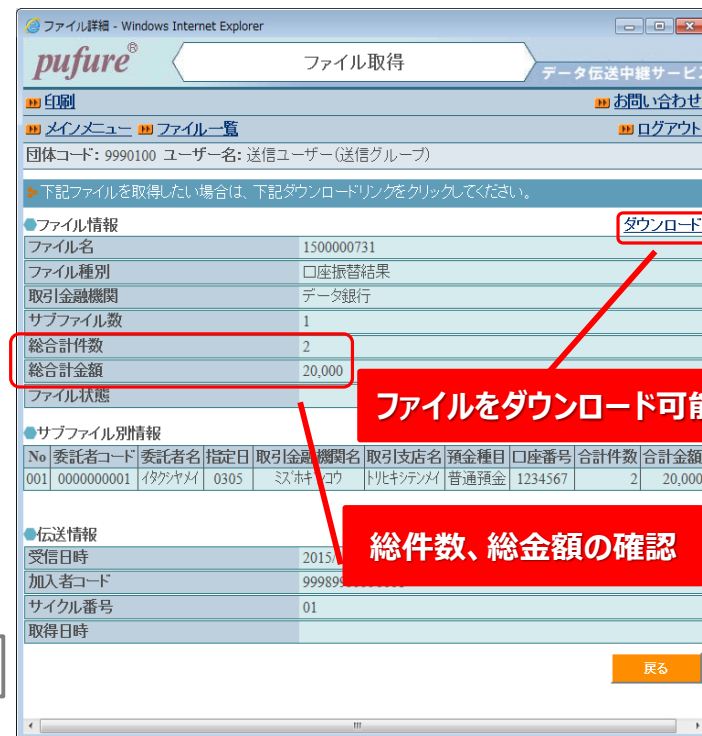 ファイル詳細 - Windows Internet Explorer
pufure®
ファイル取得
データ伝送中継サービ
印刷 お問い合わせ
メインメニュー ファイル一覧 ログアウト
団体コード: 9990100 ユーザー名: 送信ユーザー(送信グループ)
下記ファイルを取得したい場合は、下記ダウンロードリンクをクリックしてください。
ファイル情報 ダウンロード
ファイル名 1500000731
ファイル種別 口座振替結果
取引金融機関 データ銀行
サブファイル数 1
総合計件数 2
総合計金額 20,000
ファイル状態
ファイルをダウンロード可能
サブファイル別情報
No 委託者コード 委託者名 指定日 取引金融機関名 取引支店名 預金種目 口座番号 合計件数 合計金額
001 0000000001 イタクシヤメイ 0305 トリヒキシテンメイ 普通預金 1234567 2 20,000
総件数、総金額の確認
伝送情報
受信日時 2015/
加入者コード 99989
サイクル番号 01
取得日時
戻る